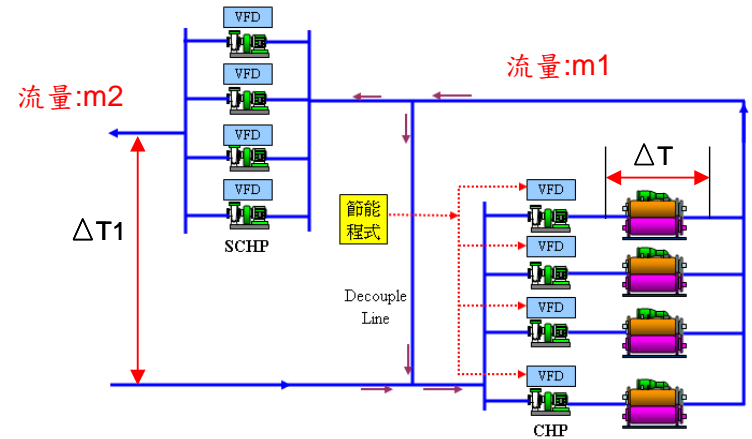 VFD
VFD
VFD
VFD
SCHP
流量:m2
流量:m1
△T1
△T
節能
程式
Decouple
Line
VFD
VFD
VFD
VFD
CHP